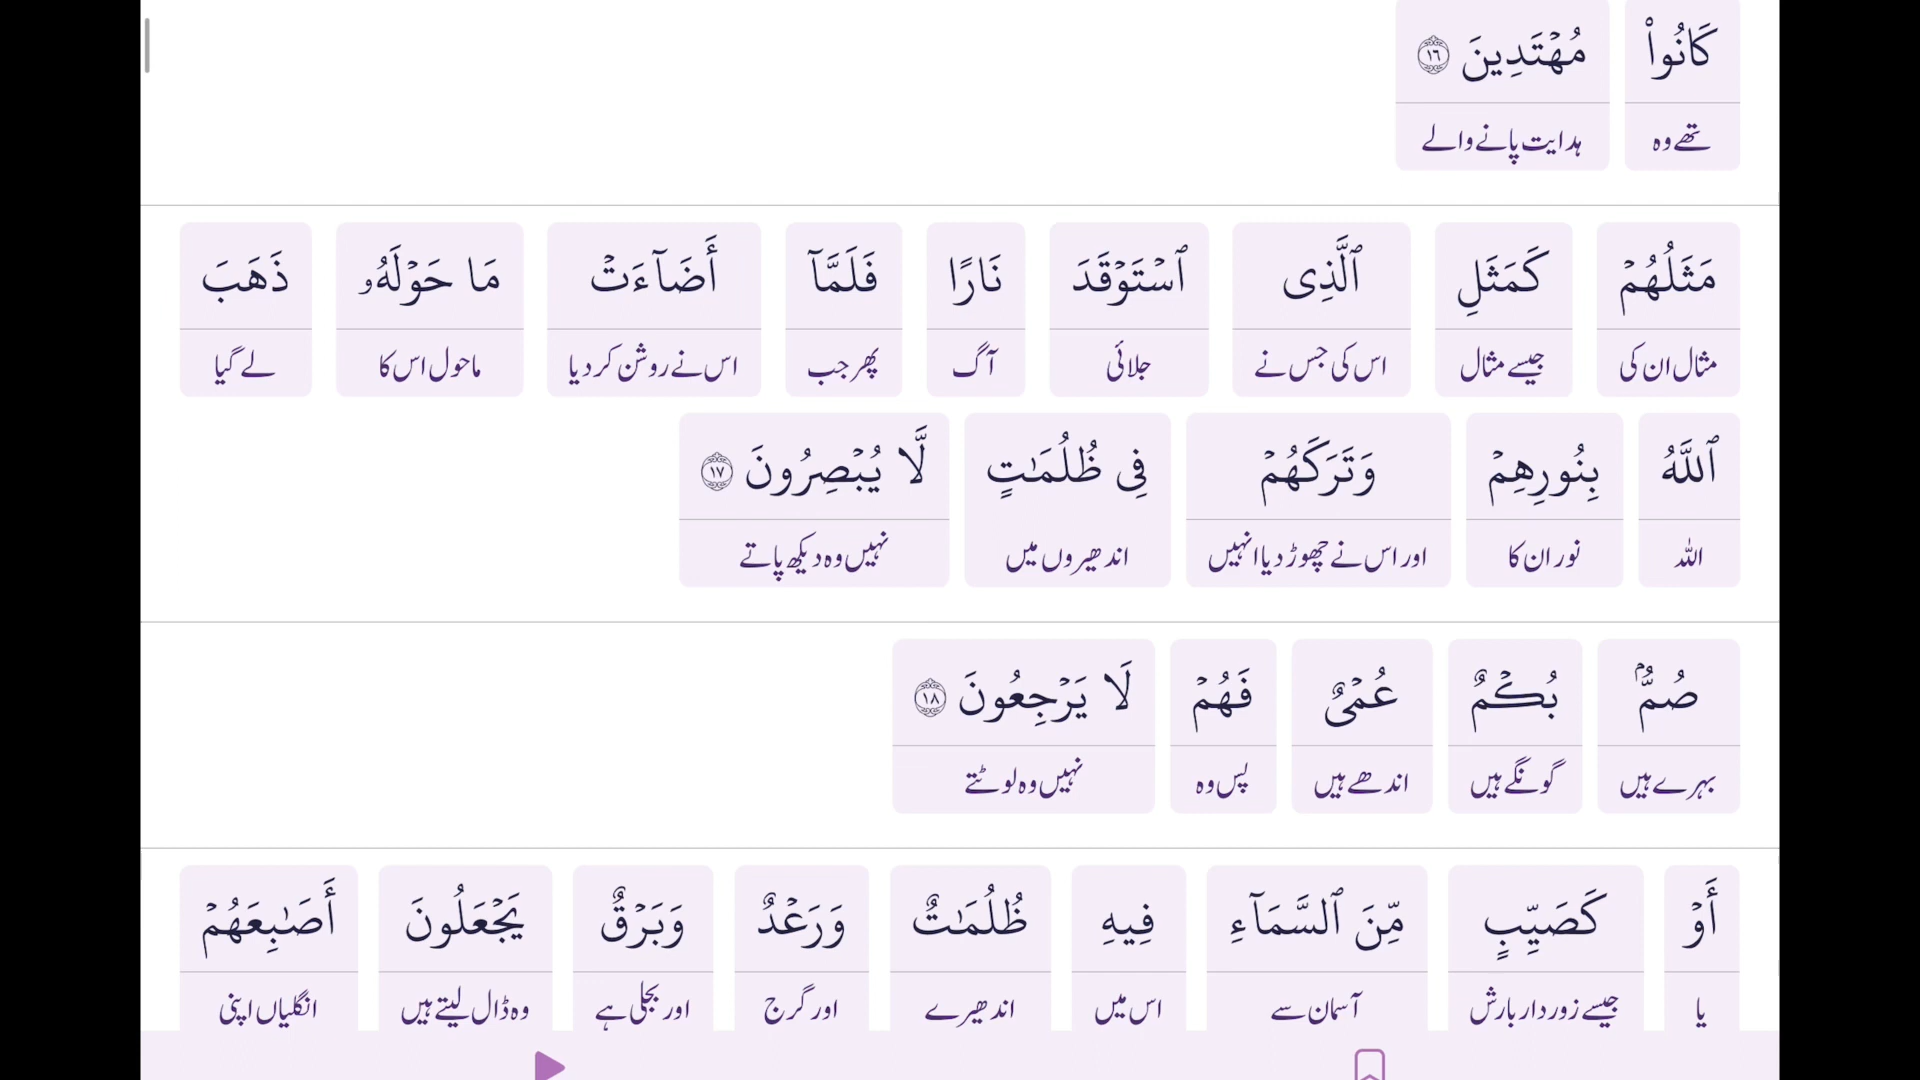 كَانُوا۟ مُهْتَدِينَ ١٦
تھے وہ ہدایت پانے والے
مَثَلُهُمْ كَمَثَلِ ٱلَّذِى ٱسْتَوْقَدَ نَارًا فَلَمَّآ أَضَآءَتْ مَا حَوْلَهُۥ ذَهَبَ
مثال ان کی جیسے مثال اس کی جس نے جلائی آگ پھر جب اس نے روشن کر دیا ماحول اس کا لے گیا
ٱللَّهُ بِنُورِهِمْ وَتَرَكَهُمْ فِى ظُلُمَـٰتٍ لَّا يُبْصِرُونَ ١٧
اللہ نور ان کا اور اس نے چھوڑ دیا انہیں اندھیروں میں نہیں وہ دیکھ پاتے
صُمٌّۢ بُكْمٌ عُمْىٌ فَهُمْ لَا يَرْجِعُونَ ١٨
بہرے ہیں گونگے ہیں اندھے ہیں پس وہ نہیں وہ لوٹتے
أَوْ كَصَيِّبٍ مِّنَ ٱلسَّمَآءِ فِيهِ ظُلُمَـٰتٌ وَرَعْدٌ وَبَرْقٌ يَجْعَلُونَ أَصَـٰبِعَهُمْ
یا جیسے زوردار بارش آسمان سے اس میں اندھیرے اور گرج اور بجلی ہے وہ ڈال لیتے ہیں انگلیاں اپنی